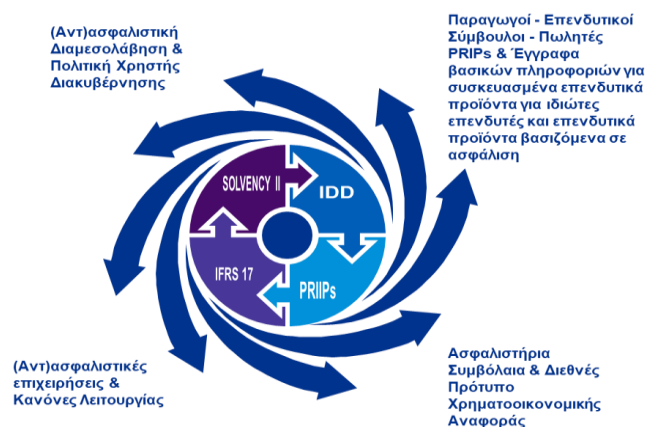 (Αντ)ασφαλιστική
Διαμεσολάβηση &
Πολιτική Χρηστής
Διακυβέρνησης
Παραγωγοί - Επενδυτικοί
Σύμβουλοι - Πωλητές
PRIPs & Έγγραφα
βασικών πληροφοριών για
συσκευασμένα επενδυτικά
προϊόντα για ιδιώτες
επενδυτές και επενδυτικά
προϊόντα βασιζόμενα σε
ασφάλιση
SOLVENCY II
IDD
IFRS 17
PRIIPs
(Αντ)ασφαλιστικές
επιχειρήσεις &
Κανόνες Λειτουργίας
Ασφαλιστήρια
Συμβόλαια & Διεθνές
Πρότυπο
Χρηματοοικονομικής
Αναφοράς